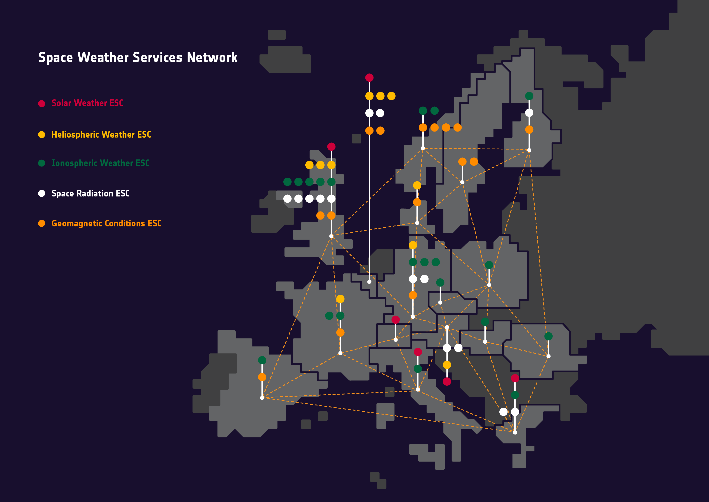 Space Weather Services Network
Solar Weather ESC
Heliospheric Weather ESC
Ionospheric Weather ESC
Space Radiation ESC
Geomagnetic Conditions ESC